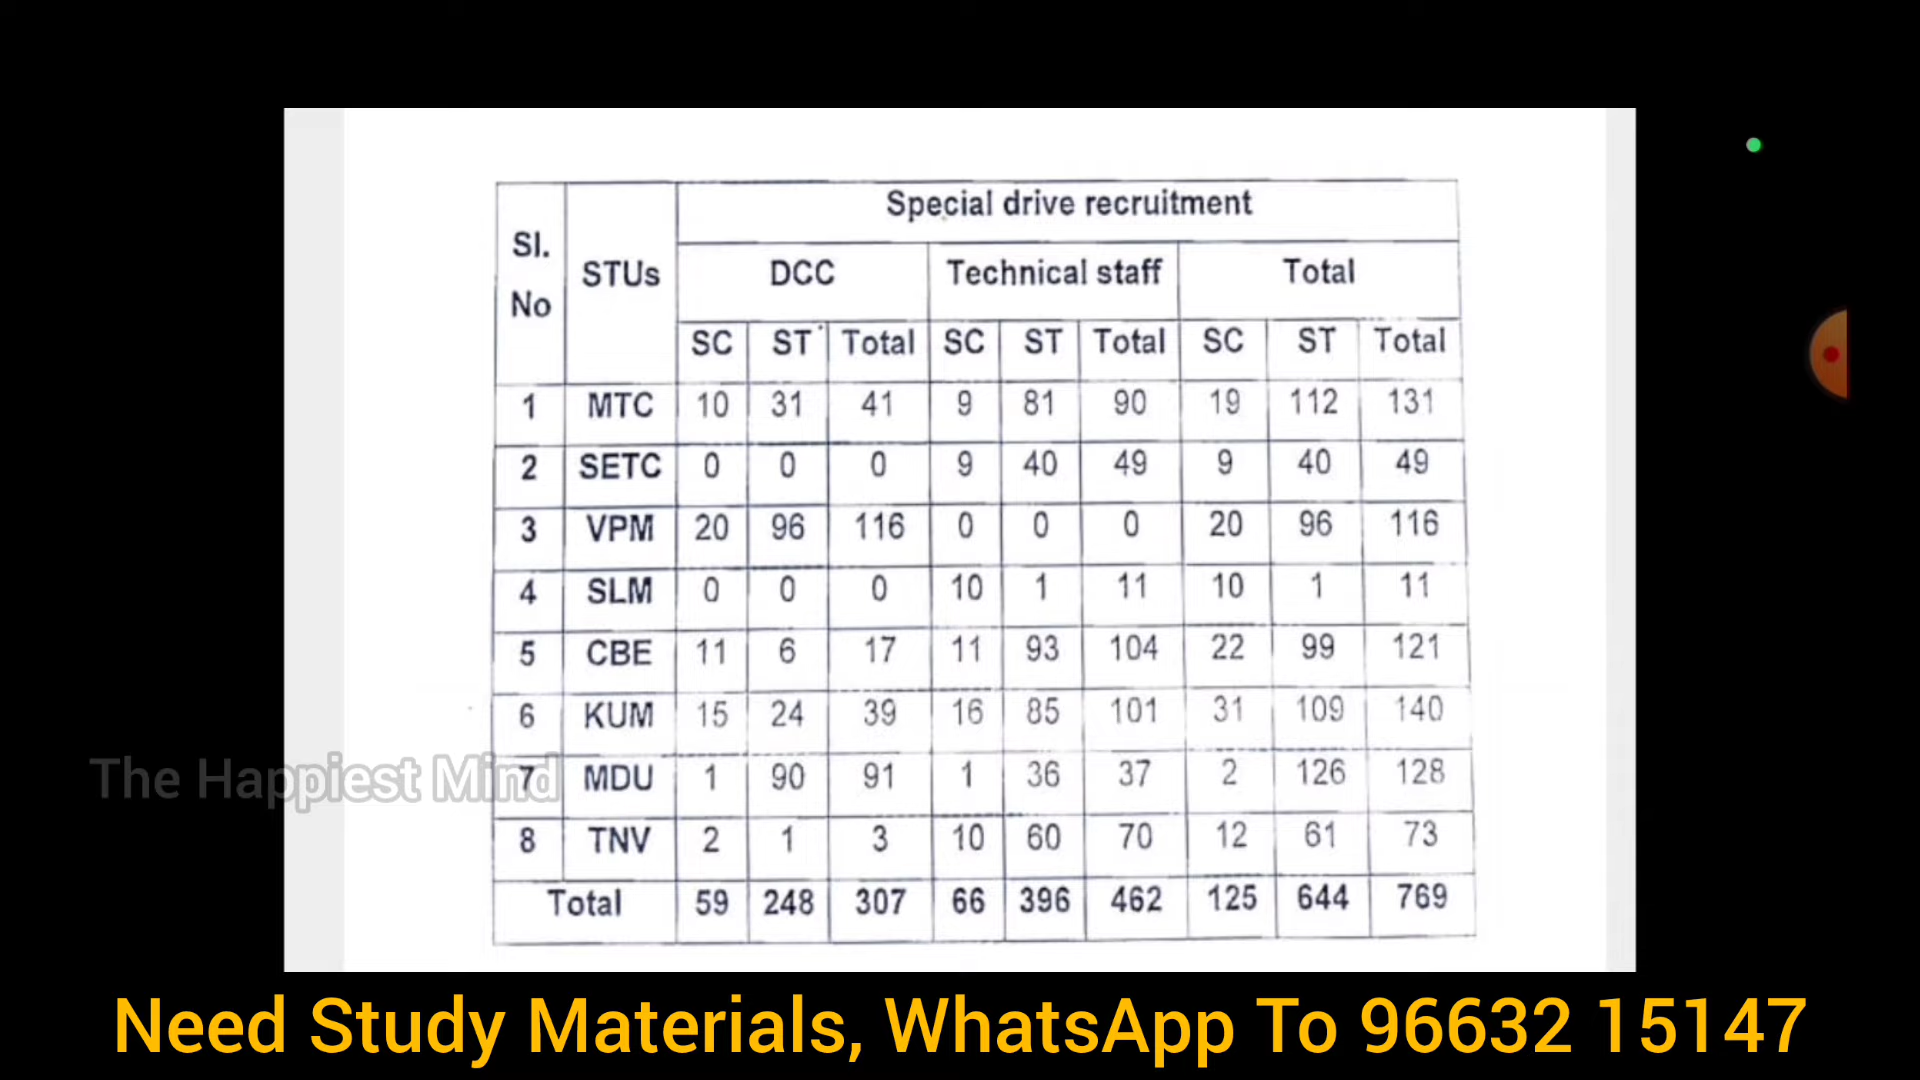 Special drive recruitment
Sl. No STUs DCC Technical staff Total
SC ST Total SC ST Total SC ST Total
1 MTC 10 31 41 9 81 90 19 112 131
2 SETC 0 0 0 9 40 49 9 40 49
3 VPM 20 96 116 0 0 0 20 96 116
4 SLM 0 0 0 10 1 11 10 1 11
5 CBE 11 6 17 11 93 104 22 99 121
6 KUM 15 24 39 16 85 101 31 109 140
The Happiest Mind
7 MDU 1 90 91 1 36 37 2 126 128
8 TNV 2 1 3 10 60 70 12 61 73
Total 59 248 307 66 396 462 125 644 769
Need Study Materials, WhatsApp To 96632 15147